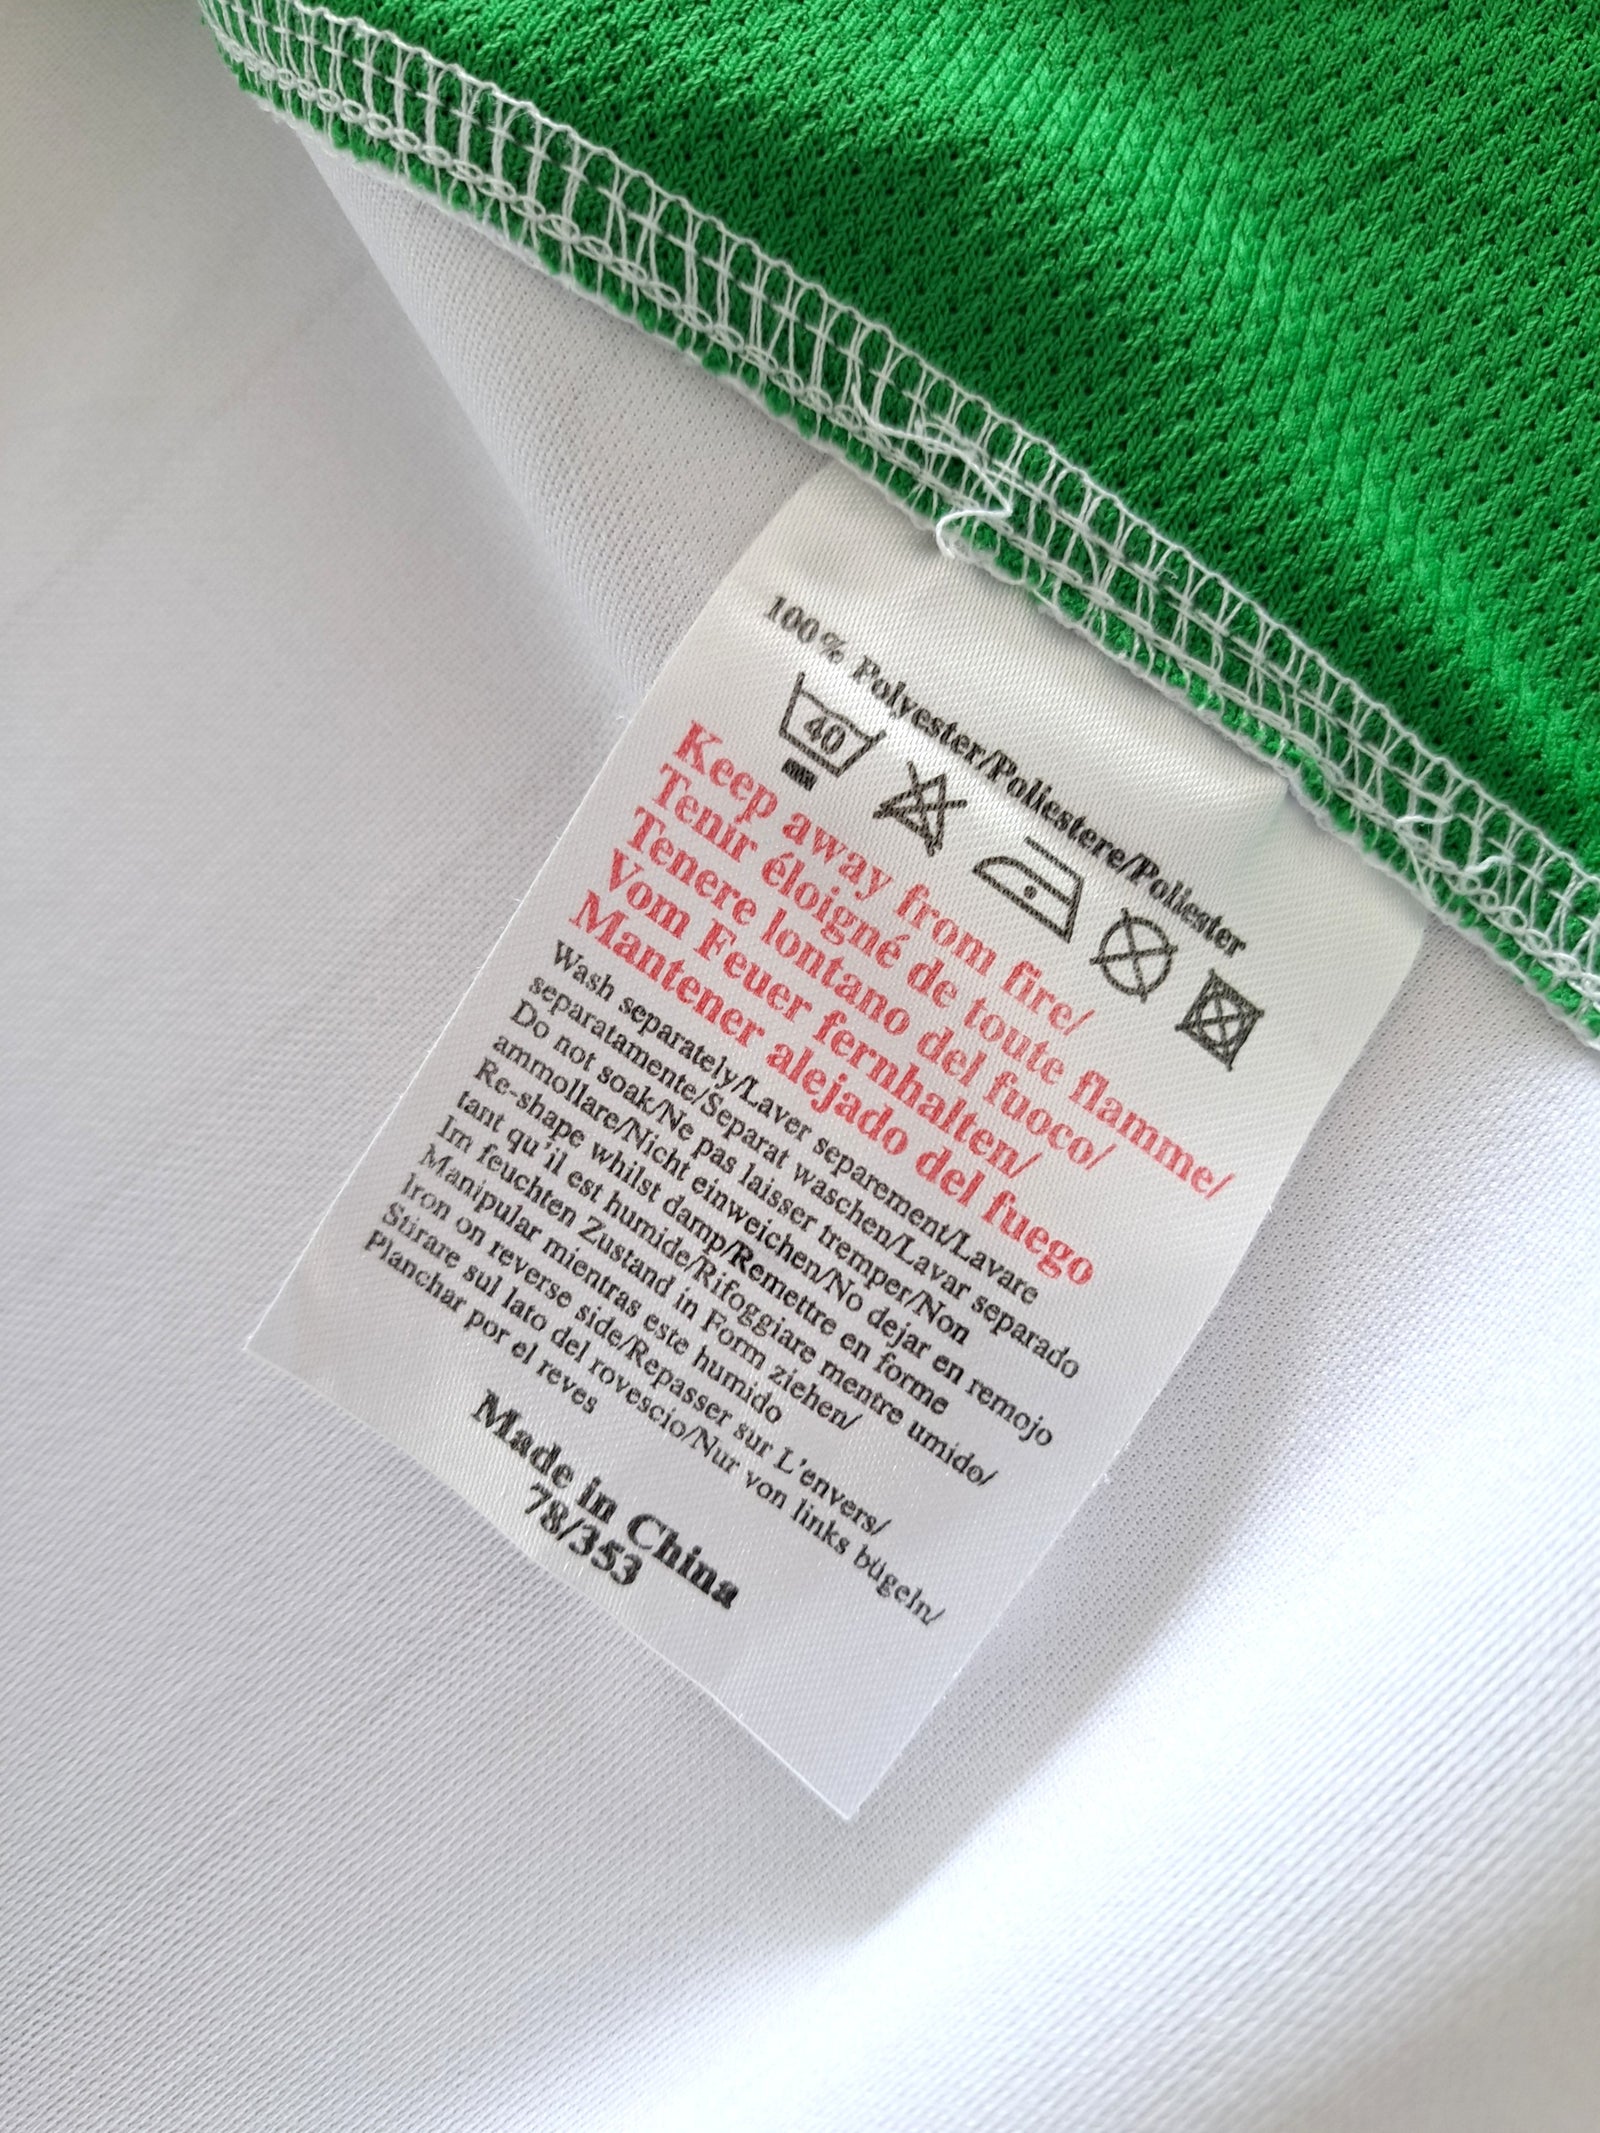 100% Polyester/Poliestere/Poliester
40
Keep away from fire/
Tenir éloigné de toute flamme/
Tenere lontano del fuoco/
Vom Feuer fernhalten/
Mantener alejado del fuego
Wash separately/Laver separement/Lavare
separatamente/Separat waschen/Lavar separado
Do not soak/Ne pas laisser tremper/Non
ammollare/Nicht einweichen/No dejar en remojo
Re-shape whilst damp/Remettre en forme
tant qu'il est humide/Rifoggiare mentre umido/
Im feuchten Zustand in Form ziehen/
Manipular mientras este humido
Iron on reverse side/Repasser sur L'envers/
Stirare sul lato del rovescio/Nur von links bügeln/
Planchar por el reves
Made in China
78/353